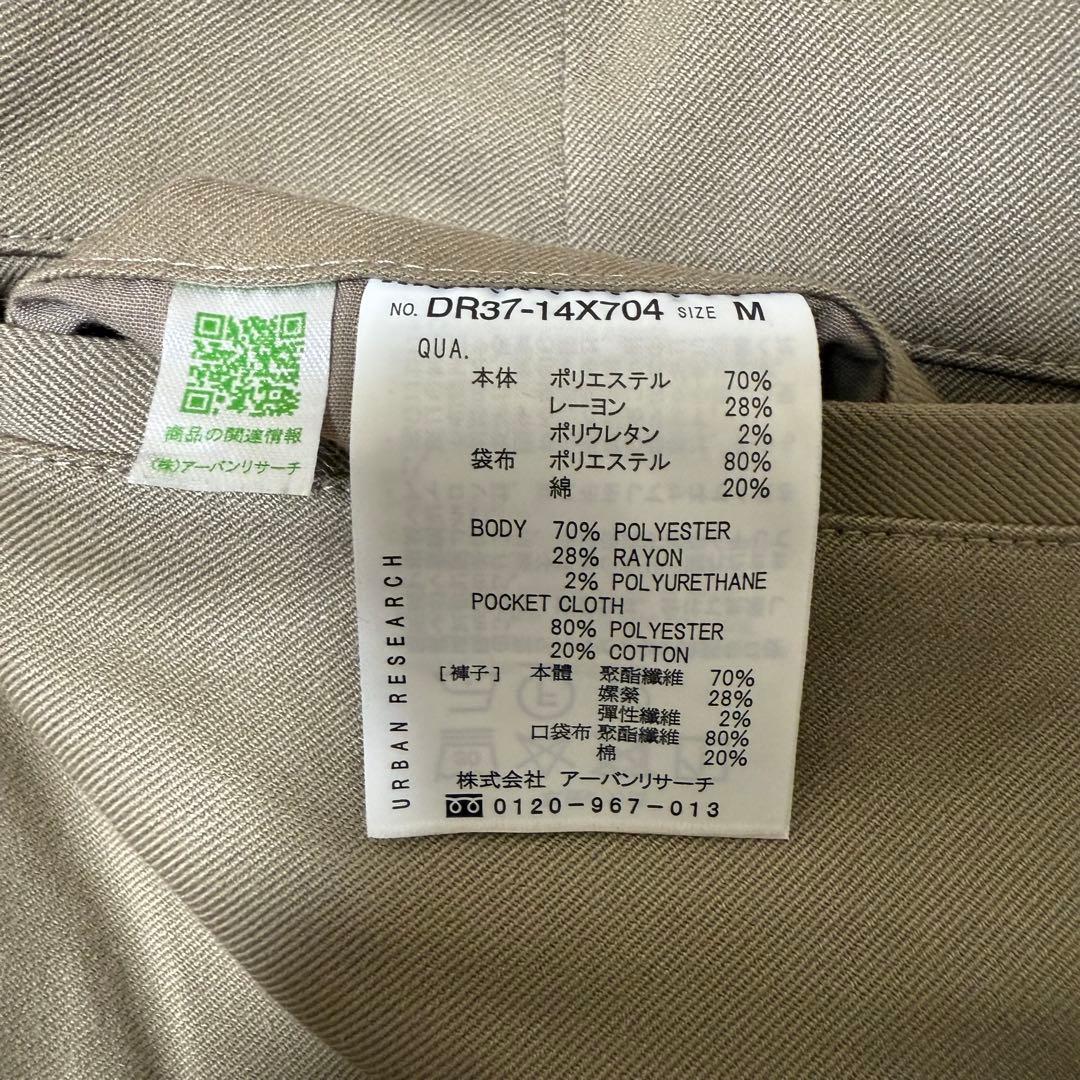 NO. DR37-14X704 SIZE M
QUA.
本体 ポリエステル 70%
レーヨン 28%
ポリウレタン 2%
袋布 ポリエステル 80%
綿 20%
BODY 70% POLYESTER
28% RAYON
2% POLYURETHANE
POCKET CLOTH
80% POLYESTER
20% COTTON
[褲子] 本體 聚酯纖維 70%
嫘縈 28%
彈性纖維 2%
口袋布 聚酯纖維 80%
棉 20%
株式会社 アーバンリサーチ
0120-967-013
URBAN RESEARCH
商品の関連情報
(株)アーバンリサーチ